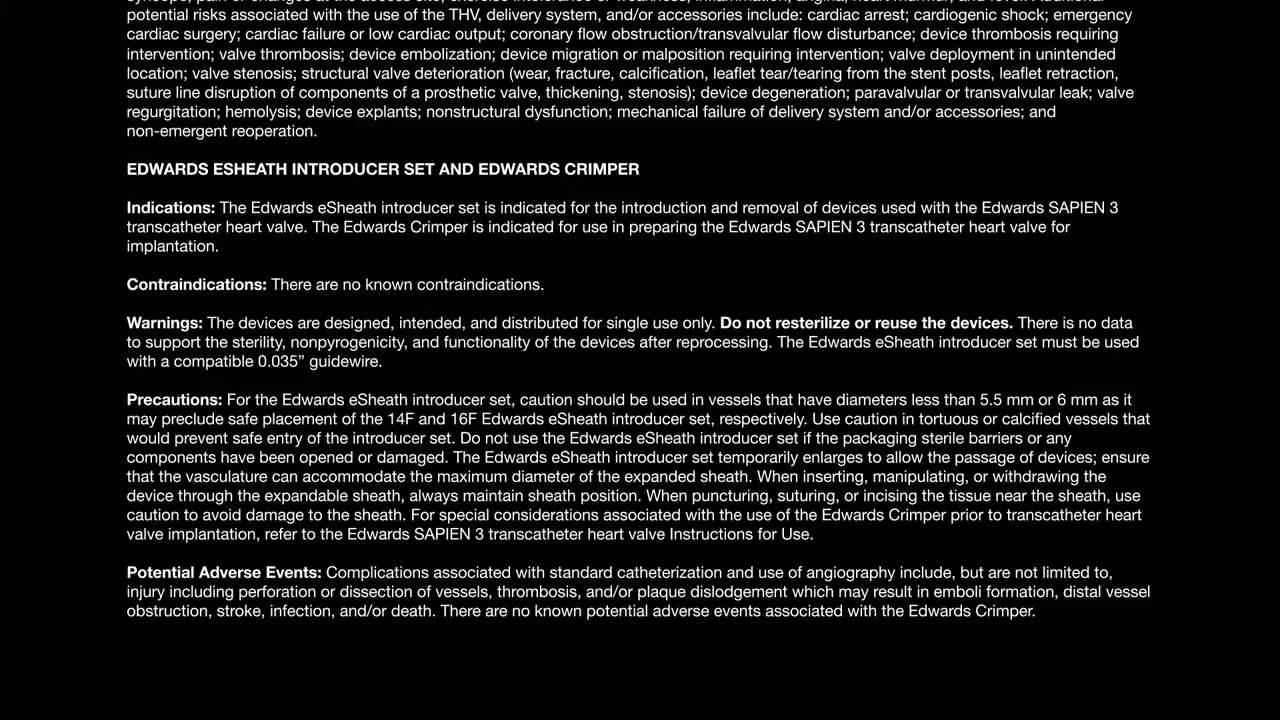 potential risks associated with the use of the THV, delivery system, and/or accessories include: cardiac arrest; cardiogenic shock; emergency
cardiac surgery; cardiac failure or low cardiac output; coronary flow obstruction/transvalvular flow disturbance; device thrombosis requiring
intervention; valve thrombosis; device embolization; device migration or malposition requiring intervention; valve deployment in unintended
location; valve stenosis; structural valve deterioration (wear, fracture, calcification, leaflet tear/tearing from the stent posts, leaflet retraction,
suture line disruption of components of a prosthetic valve, thickening, stenosis); device degeneration; paravalvular or transvalvular leak; valve
regurgitation; hemolysis; device explants; nonstructural dysfunction; mechanical failure of delivery system and/or accessories; and
non-emergent reoperation.
EDWARDS ESHEATH INTRODUCER SET AND EDWARDS CRIMPER
Indications: The Edwards eSheath introducer set is indicated for the introduction and removal of devices used with the Edwards SAPIEN 3
transcatheter heart valve. The Edwards Crimper is indicated for use in preparing the Edwards SAPIEN 3 transcatheter heart valve for
implantation.
Contraindications: There are no known contraindications.
Warnings: The devices are designed, intended, and distributed for single use only. Do not resterilize or reuse the devices. There is no data
to support the sterility, nonpyrogenicity, and functionality of the devices after reprocessing. The Edwards eSheath introducer set must be used
with a compatible 0.035” guidewire.
Precautions: For the Edwards eSheath introducer set, caution should be used in vessels that have diameters less than 5.5 mm or 6 mm as it
may preclude safe placement of the 14F and 16F Edwards eSheath introducer set, respectively. Use caution in tortuous or calcified vessels that
would prevent safe entry of the introducer set. Do not use the Edwards eSheath introducer set if the packaging sterile barriers or any
components have been opened or damaged. The Edwards eSheath introducer set temporarily enlarges to allow the passage of devices; ensure
that the vasculature can accommodate the maximum diameter of the expanded sheath. When inserting, manipulating, or withdrawing the
device through the expandable sheath, always maintain sheath position. When puncturing, suturing, or incising the tissue near the sheath, use
caution to avoid damage to the sheath. For special considerations associated with the use of the Edwards Crimper prior to transcatheter heart
valve implantation, refer to the Edwards SAPIEN 3 transcatheter heart valve Instructions for Use.
Potential Adverse Events: Complications associated with standard catheterization and use of angiography include, but are not limited to,
injury including perforation or dissection of vessels, thrombosis, and/or plaque dislodgement which may result in emboli formation, distal vessel
obstruction, stroke, infection, and/or death. There are no known potential adverse events associated with the Edwards Crimper.